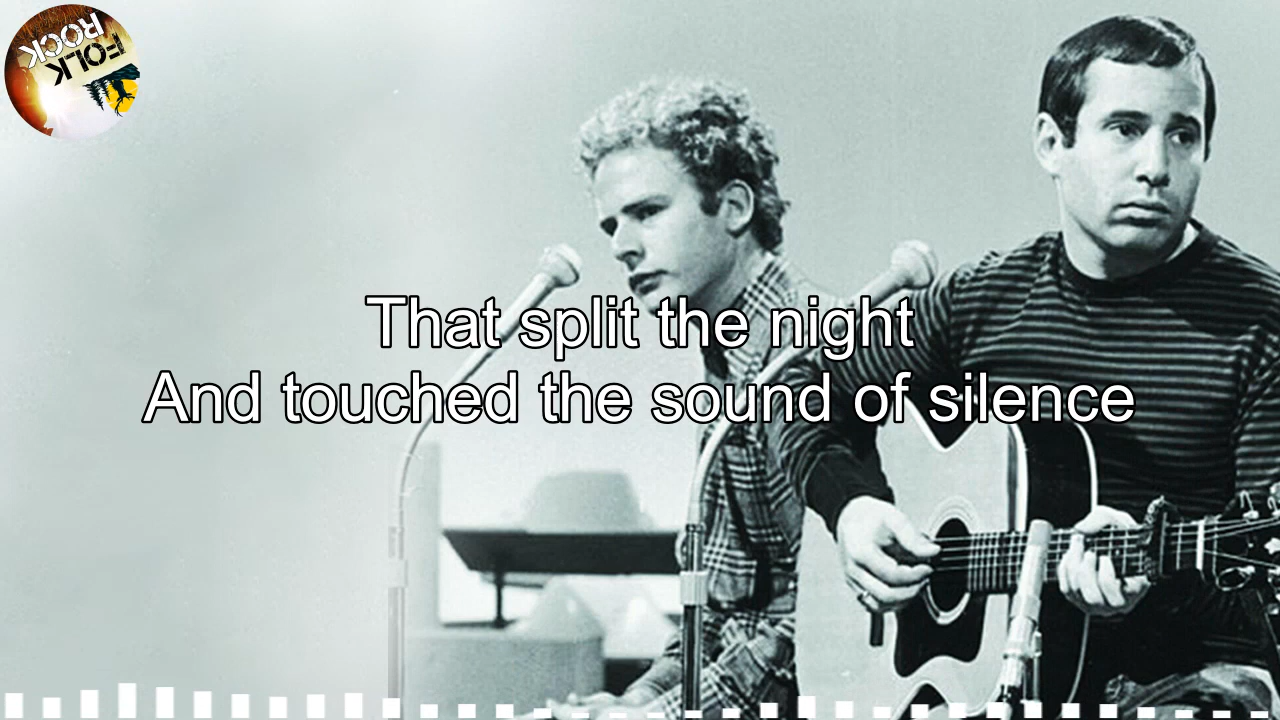 FOLK
ROCK
That split the night
And touched the sound of silence